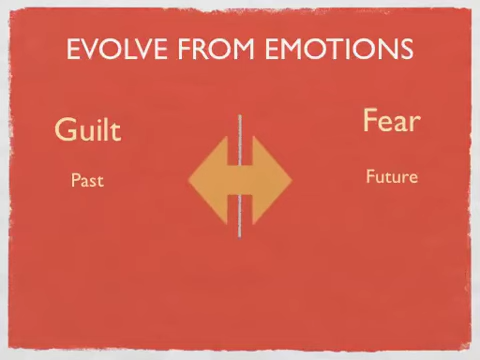 EVOLVE FROM EMOTIONS
Guilt
Past
Fear
Future